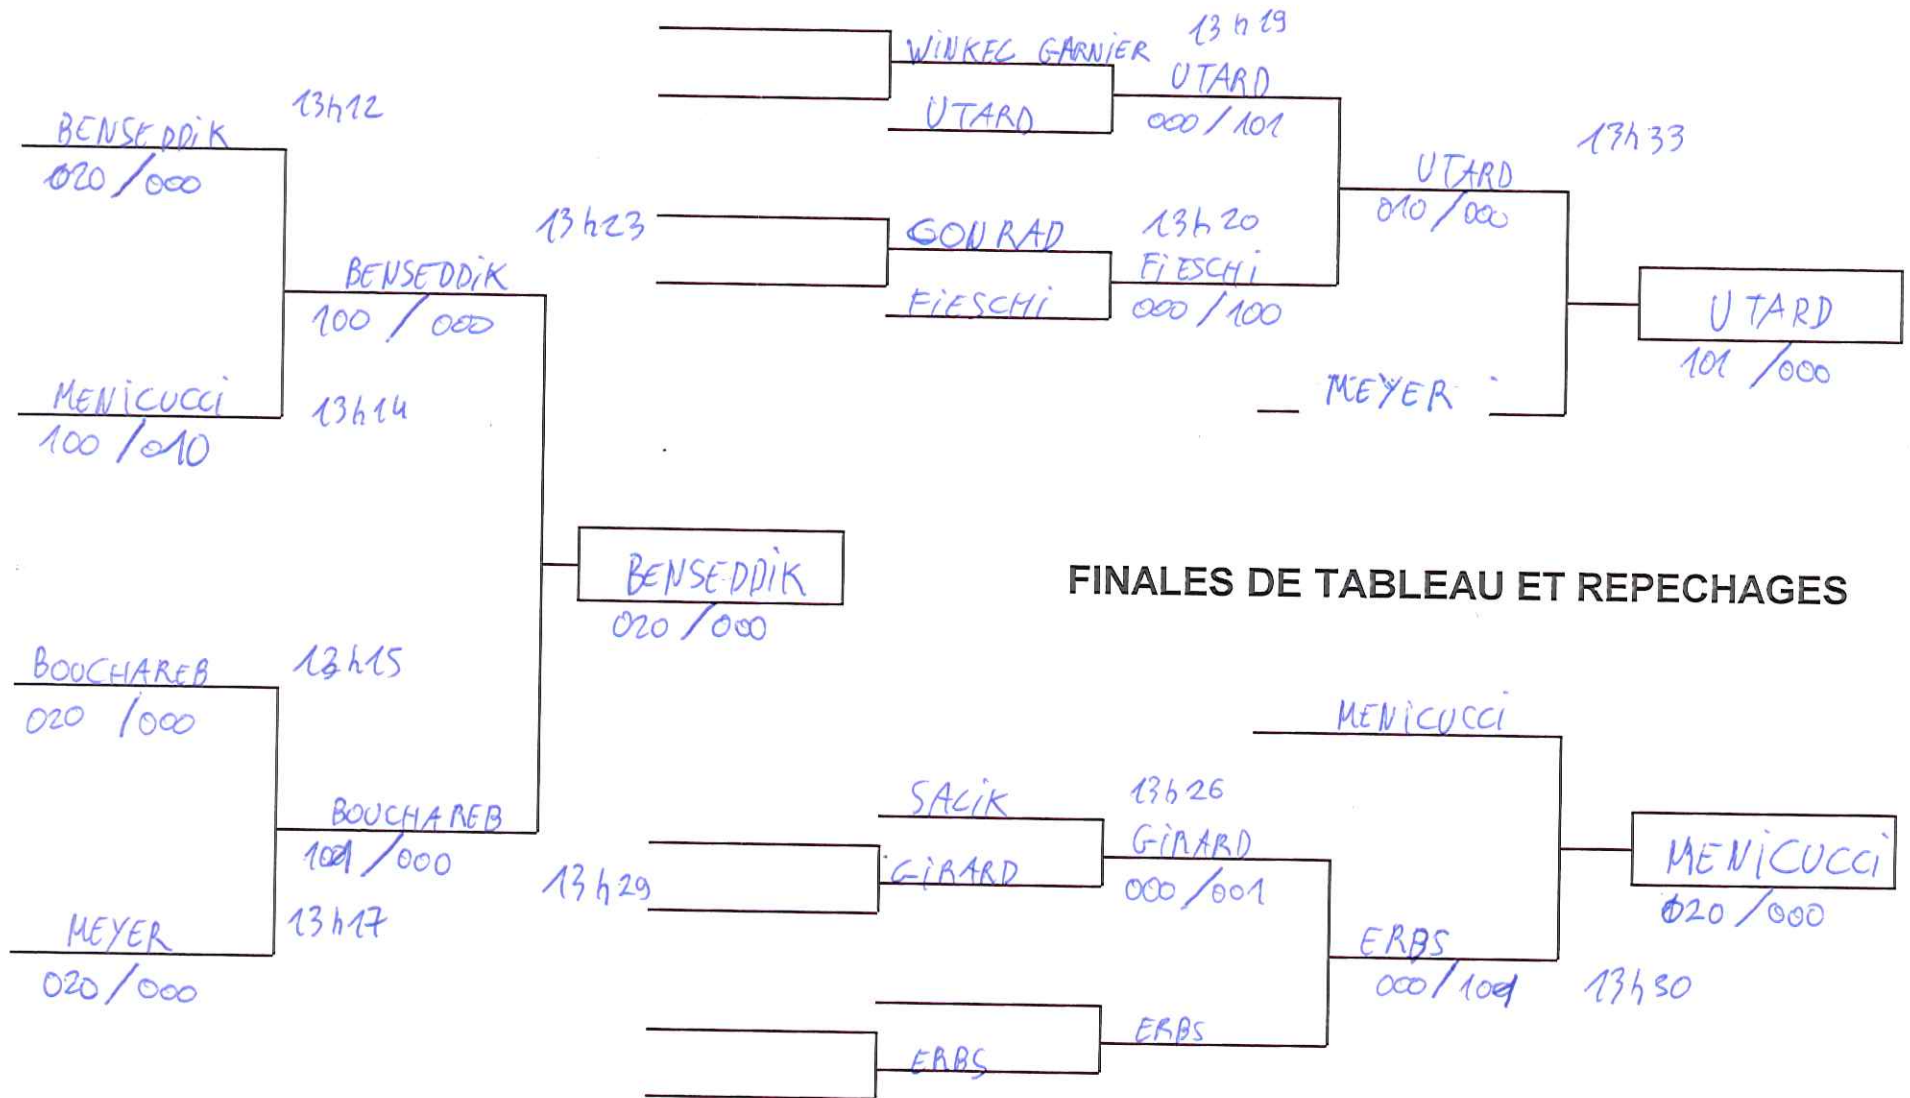 BENSEDDIK
13h12
020 / 000
BENSEDDIK
100 / 000
MENICUCCI
13h14
100 / 010
BENSEDDIK
020 / 000
BOUCHAREB
13h15
020 / 000
BOUCHAREB
/ 000
MEYER
13h17
020 / 000
13h19
WINKEL GARNIER
UTARD
UTARD
000 / 101
13h23
CONRAD
13h20
FIESCHI
FIESCHI
000 / 100
UTARD
010 / 000
13h33
MEYER
UTARD
101 / 000
FINALES DE TABLEAU ET REPECHAGES
MENICUCCI
SACIK
13h26
GIRARD
GIRARD
000 / 001
13h29
MENICUCCI
020 / 000
ERBS
000 /
13h30
ERBS
ERBS